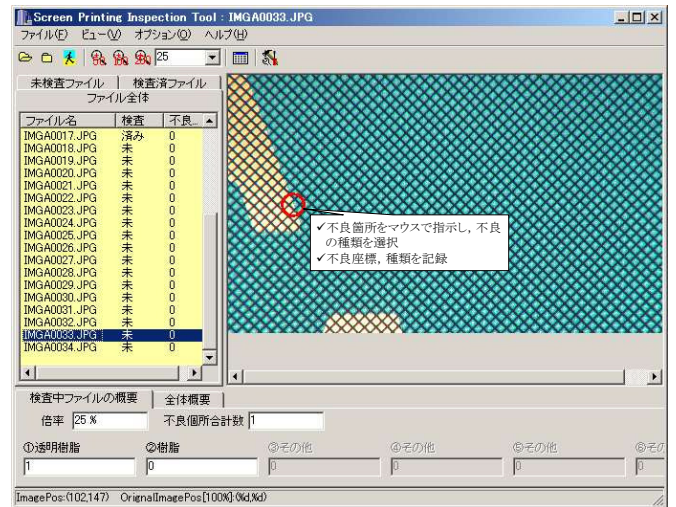 Screen Printing Inspection Tool : IMGA0033.JPG
ファイル(F) ビュー(V) オプション(O) ヘルプ(H)
25
未検査ファイル 検査済ファイル
ファイル全体
ファイル名 検査 不良...
IMGA0017.JPG 済み 0
IMGA0018.JPG 未 0
IMGA0019.JPG 未 0
IMGA0020.JPG 未 0
IMGA0021.JPG 未 0
IMGA0022.JPG 未 0
IMGA0023.JPG 未 0
IMGA0024.JPG 未 0
IMGA0025.JPG 未 0
IMGA0026.JPG 未 0
IMGA0027.JPG 未 0
IMGA0028.JPG 未 0
IMGA0029.JPG 未 0
IMGA0030.JPG 未 0
IMGA0031.JPG 未 0
IMGA0032.JPG 未 0
IMGA0033.JPG 未 0
IMGA0034.JPG 未 0
✓不良箇所をマウスで指示し，不良
の種類を選択
✓不良座標，種類を記録
検査中ファイルの概要 全体概要
倍率 25 % 不良個所合計数 1
①透明樹脂 ②樹脂 ③その他 ④その他 ⑤その他 ⑥その
1 0 0 0 0 0
ImagePos:(102,147) OrignalImagePos[100%]:(%d,%d)